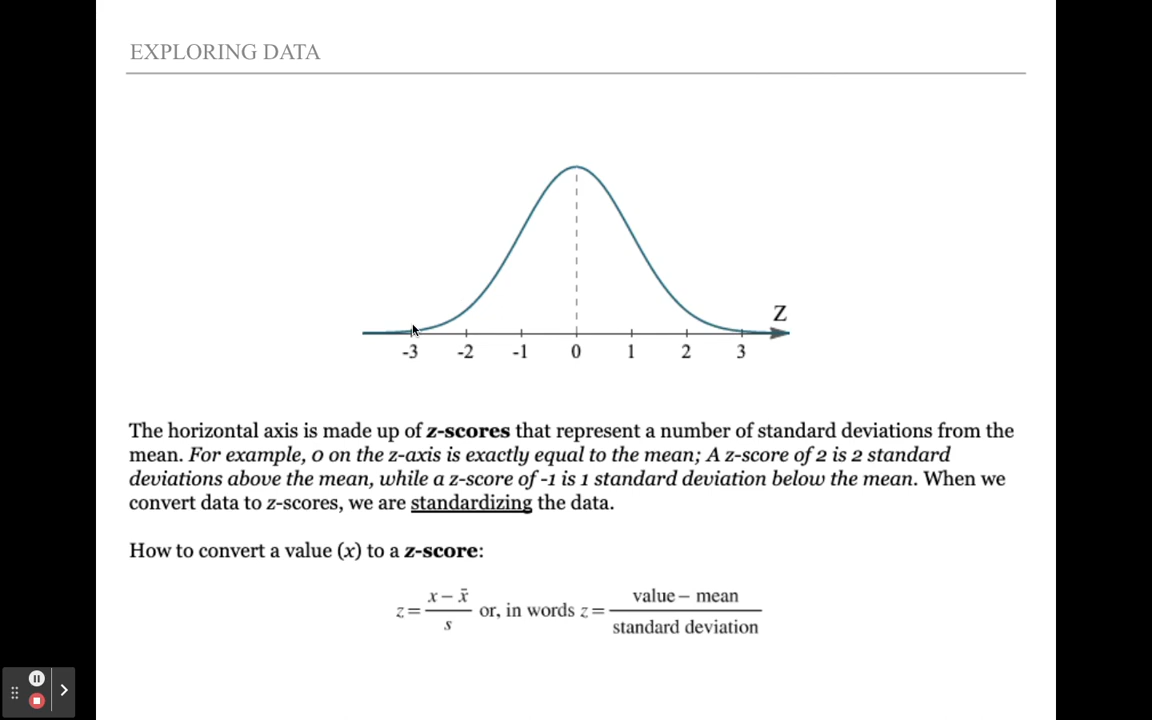 EXPLORING DATA
Z
-3 -2 -1 0 1 2 3
The horizontal axis is made up of z-scores that represent a number of standard deviations from the
mean. For example, 0 on the z-axis is exactly equal to the mean; A z-score of 2 is 2 standard
deviations above the mean, while a z-score of -1 is 1 standard deviation below the mean. When we
convert data to z-scores, we are standardizing the data.
How to convert a value (x) to a z-score:
z = (x − x̄) / s or, in words z = (value − mean) / (standard deviation)